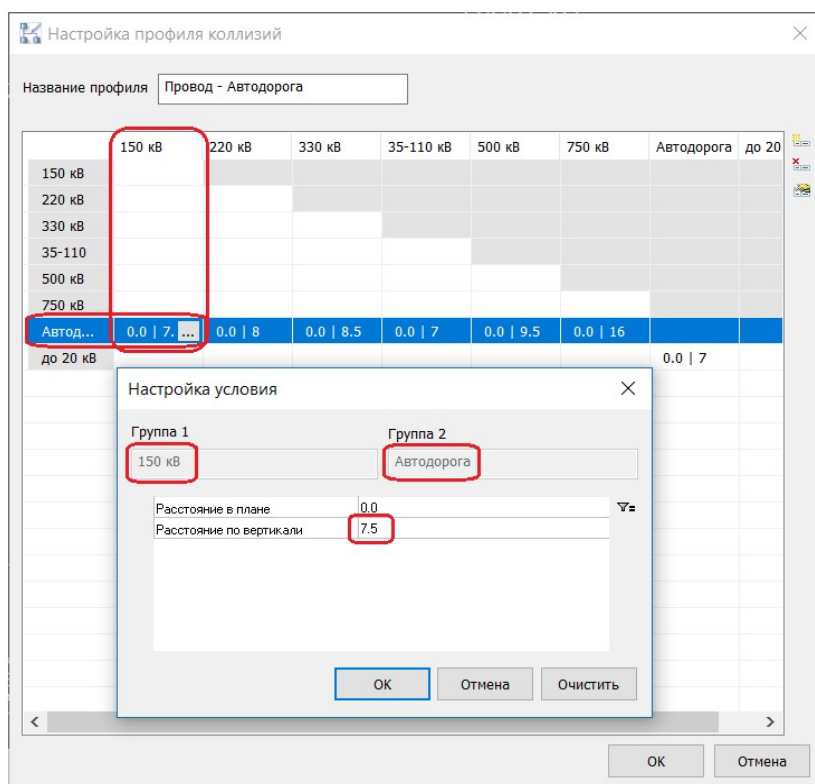 Настройка профиля коллизий
Название профиля Провод - Автодорога
150 кВ 220 кВ 330 кВ 35-110 кВ 500 кВ 750 кВ Автодорога до 20
150 кВ
220 кВ
330 кВ
35-110
500 кВ
750 кВ
Автод... 0.0 | 7. ... 0.0 | 8 0.0 | 8.5 0.0 | 7 0.0 | 9.5 0.0 | 16
до 20 кВ 0.0 | 7
Настройка условия
Группа 1 Группа 2
150 кВ Автодорога
Расстояние в плане 0.0
Расстояние по вертикали 7.5
ОК Отмена Очистить
ОК Отмена